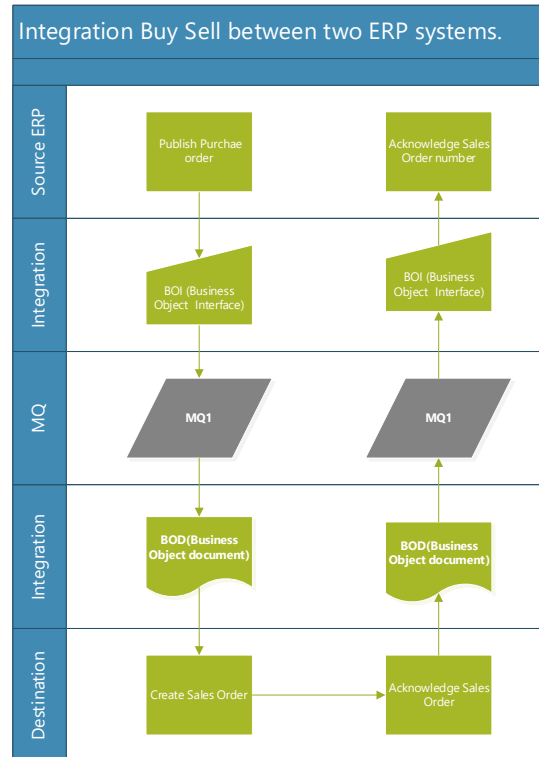 Integration Buy Sell between two ERP systems.
Source ERP
Publish Purchae
order
Acknowledge Sales
Order number
Integration
BOI (Business
Object Interface)
BOI (Business
Object Interface)
MQ
MQ1
MQ1
Integration
BOD(Business
Object document)
BOD(Business
Object document)
Destination
Create Sales Order
Acknowledge Sales
Order